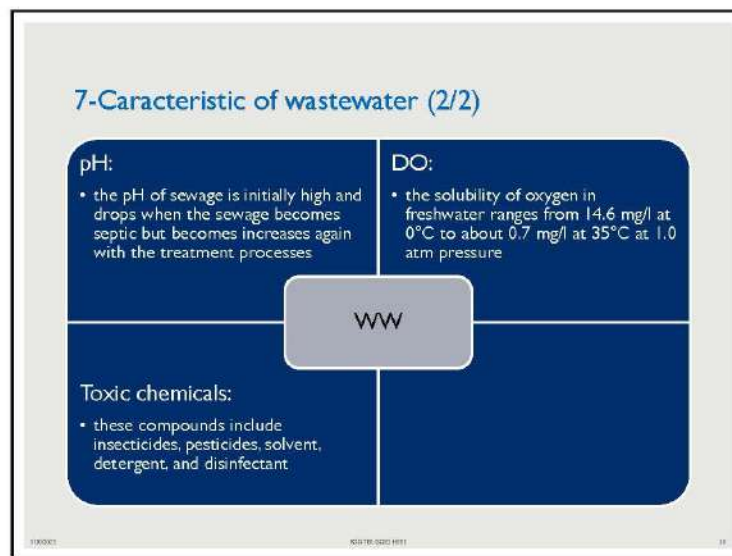 7-Caracteristic of wastewater (2/2)
pH:
• the pH of sewage is initially high and
drops when the sewage becomes
septic but becomes increases again
with the treatment processes
DO:
• the solubility of oxygen in
freshwater ranges from 14.6 mg/l at
0°C to about 0.7 mg/l at 35°C at 1.0
atm pressure
WW
Toxic chemicals:
• these compounds include
insecticides, pesticides, solvent,
detergent, and disinfectant